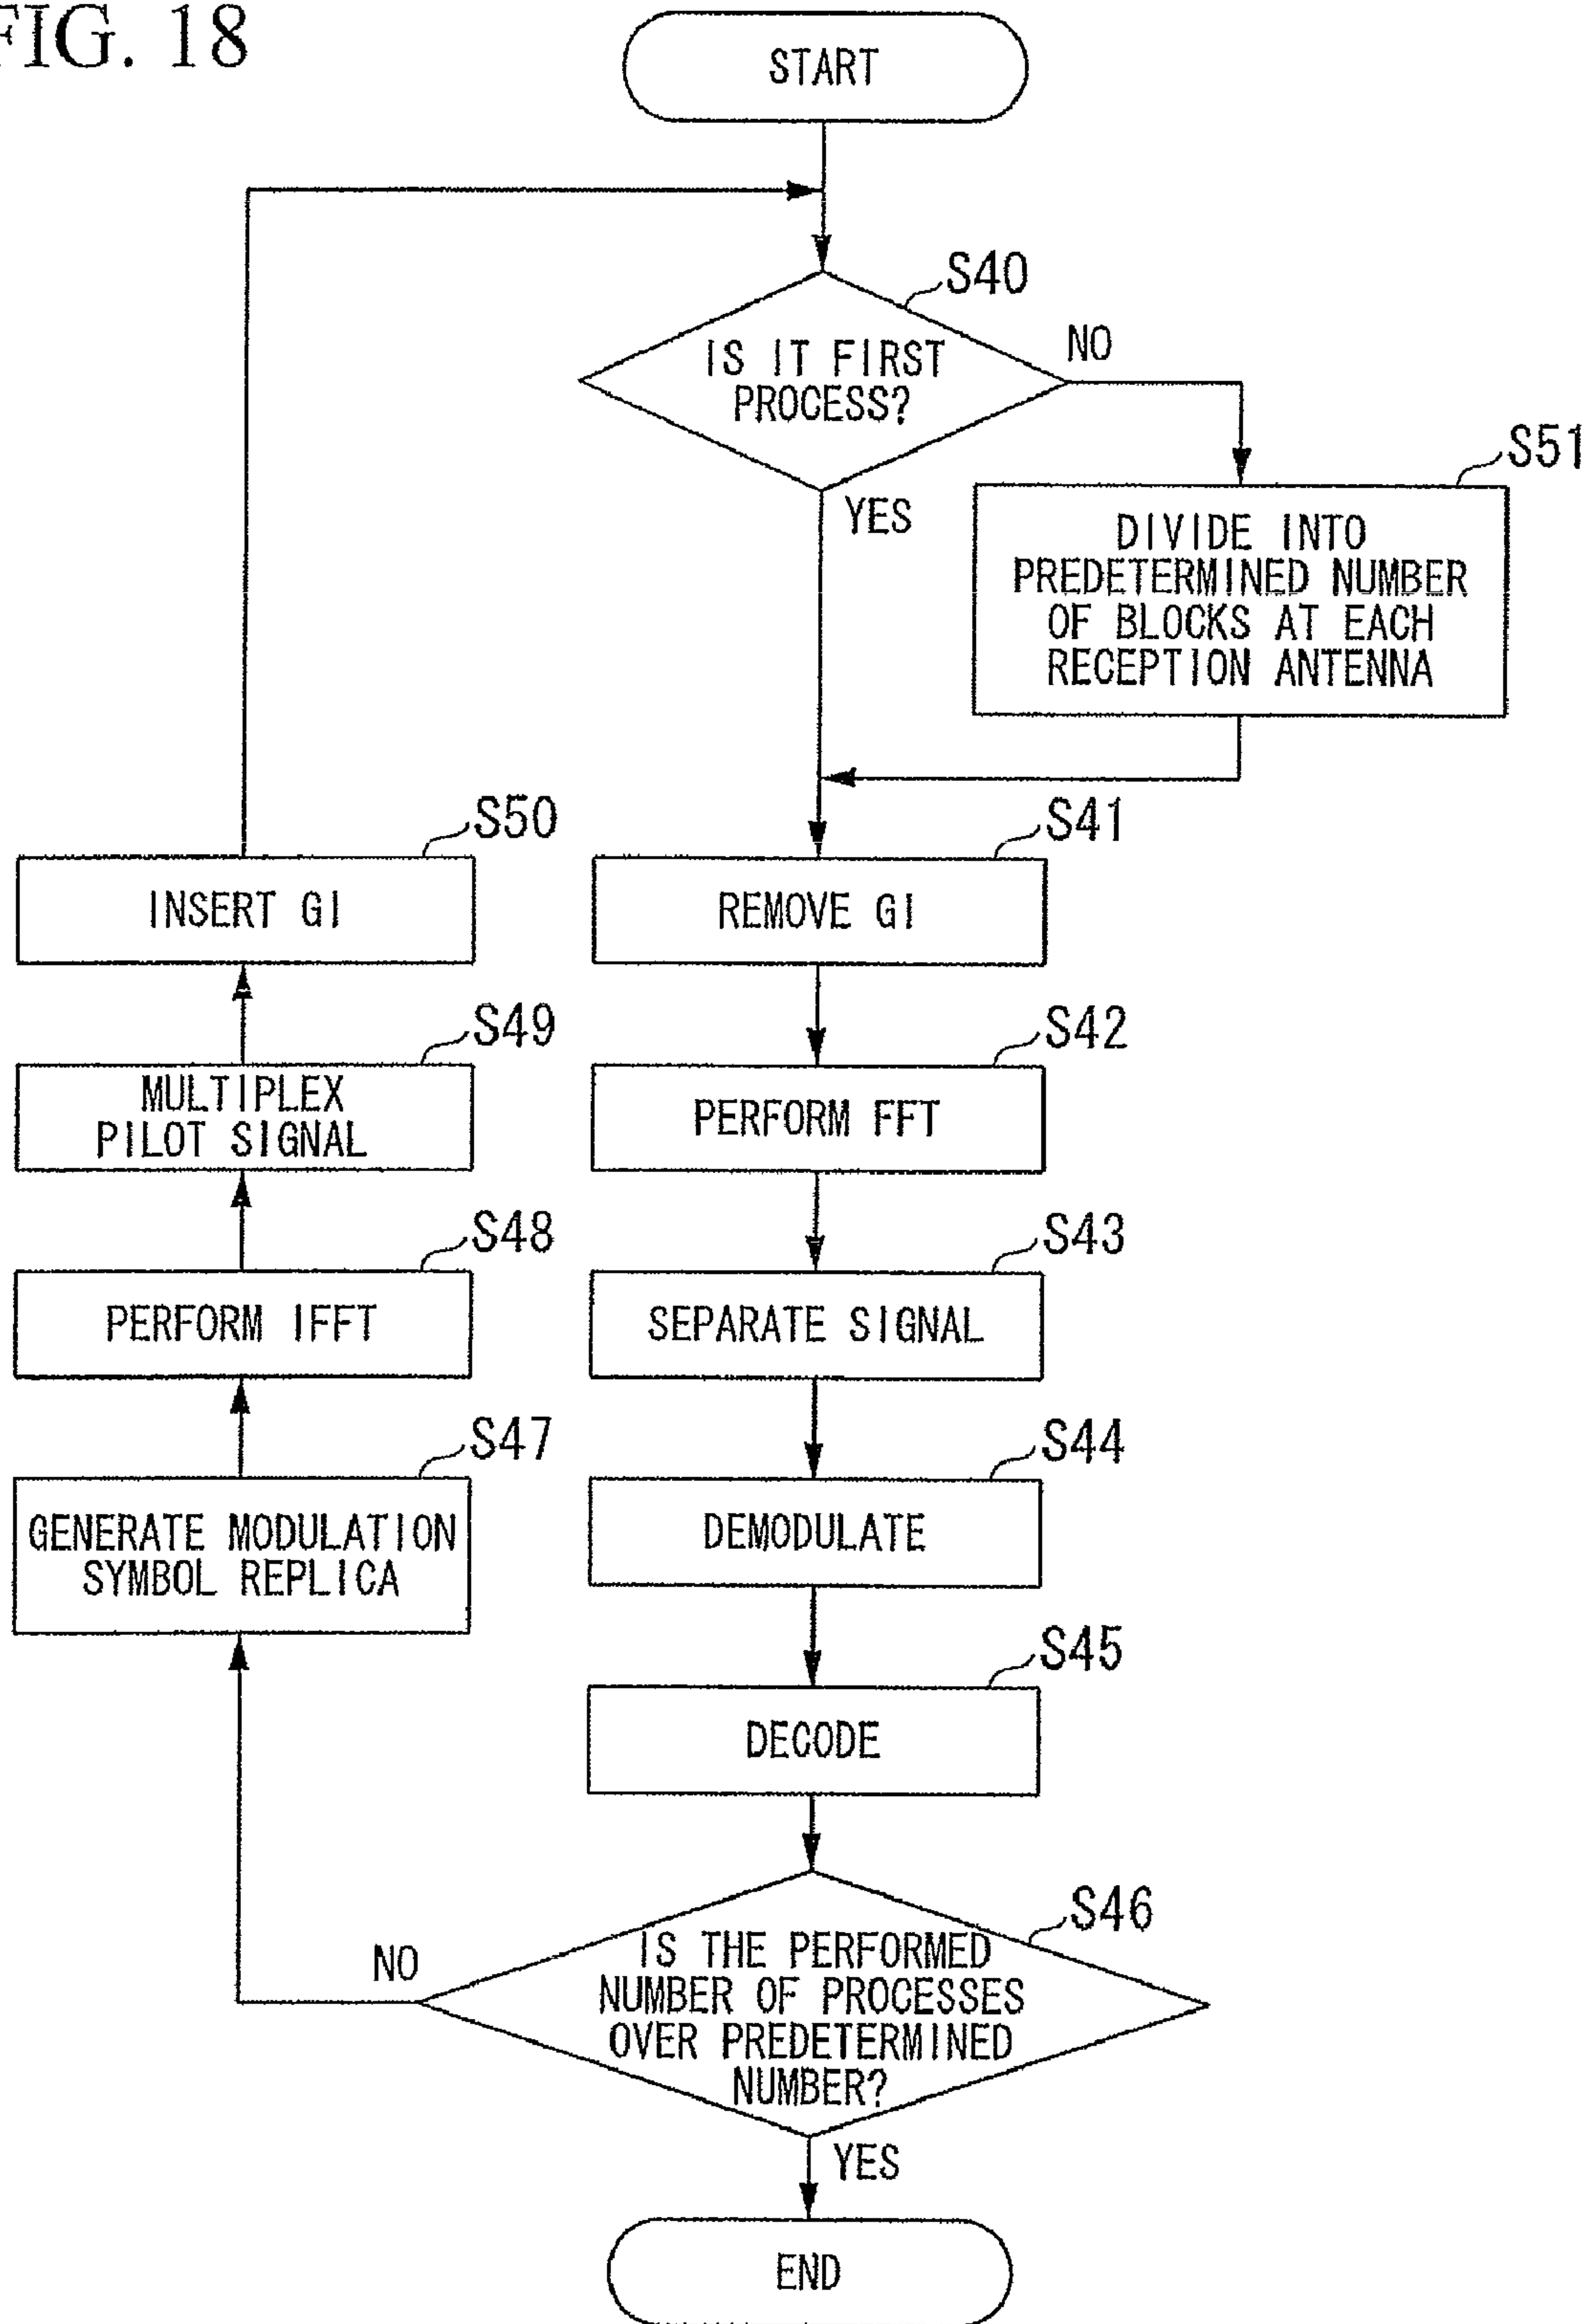 FIG. 18
START
S40
IS IT FIRST
PROCESS?
NO
YES
S51
DIVIDE INTO
PREDETERMINED NUMBER
OF BLOCKS AT EACH
RECEPTION ANTENNA
S50
INSERT GI
S41
REMOVE GI
S49
MULTIPLEX
PILOT SIGNAL
S42
PERFORM FFT
S48
PERFORM IFFT
S43
SEPARATE SIGNAL
S47
GENERATE MODULATION
SYMBOL REPLICA
S44
DEMODULATE
S45
DECODE
S46
IS THE PERFORMED
NUMBER OF PROCESSES
OVER PREDETERMINED
NUMBER?
NO
YES
END